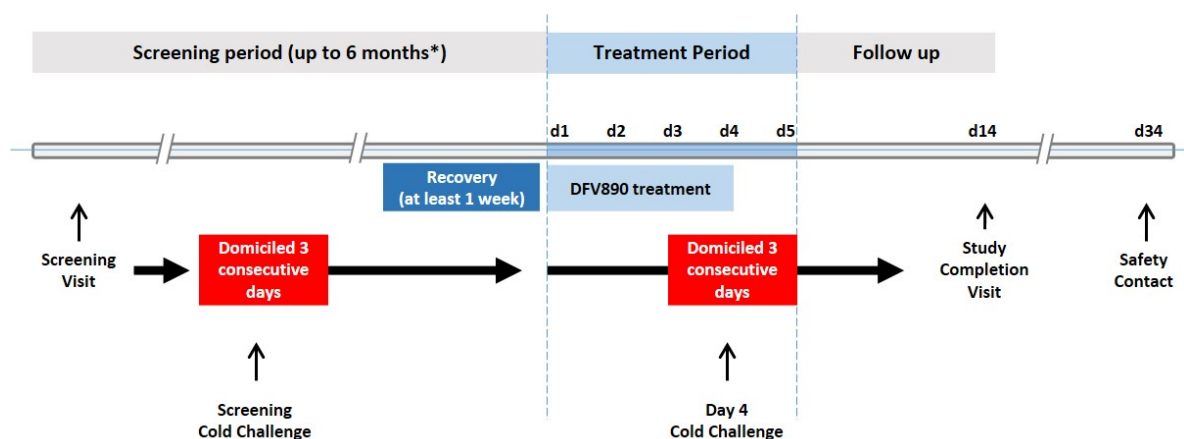 Screening period (up to 6 months*)
Treatment Period
Follow up
d1
d2
d3
d4
d5
d14
d34
Recovery
(at least 1 week)
DFV890 treatment
Screening
Visit
Domiciled 3
consecutive
days
Domiciled 3
consecutive
days
Study
Completion
Visit
Safety
Contact
Screening
Cold Challenge
Day 4
Cold Challenge